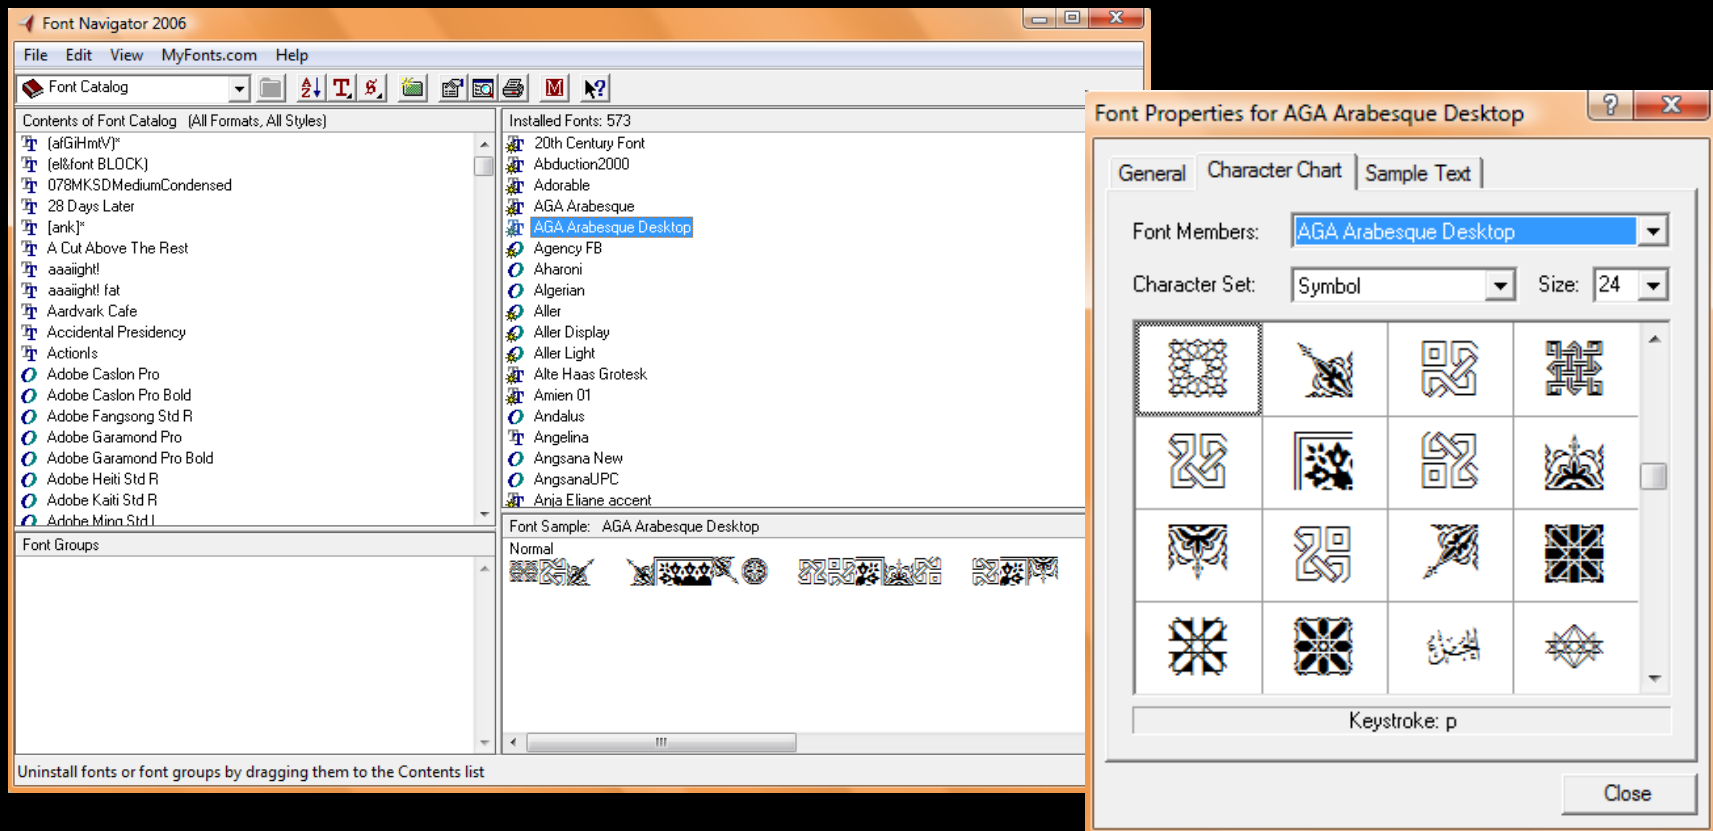 Font Navigator 2006
File Edit View MyFonts.com Help
Font Catalog
Contents of Font Catalog (All Formats, All Styles)
(afGiHmtV)*
(el&font BLOCK)
078MKSDMediumCondensed
28 Days Later
[ank]*
A Cut Above The Rest
aaaiight!
aaaiight! fat
Aardvark Cafe
Accidental Presidency
ActionIs
Adobe Caslon Pro
Adobe Caslon Pro Bold
Adobe Fangsong Std R
Adobe Garamond Pro
Adobe Garamond Pro Bold
Adobe Heiti Std R
Adobe Kaiti Std R
Adobe Ming Std L
Font Groups
Installed Fonts: 573
20th Century Font
Abduction2000
Adorable
AGA Arabesque
AGA Arabesque Desktop
Agency FB
Aharoni
Algerian
Aller
Aller Display
Aller Light
Alte Haas Grotesk
Amien 01
Andalus
Angelina
Angsana New
AngsanaUPC
Anja Eliane accent
Font Sample: AGA Arabesque Desktop
Normal
Uninstall fonts or font groups by dragging them to the Contents list
Font Properties for AGA Arabesque Desktop
General Character Chart Sample Text
Font Members: AGA Arabesque Desktop
Character Set: Symbol Size: 24
Keystroke: p
Close